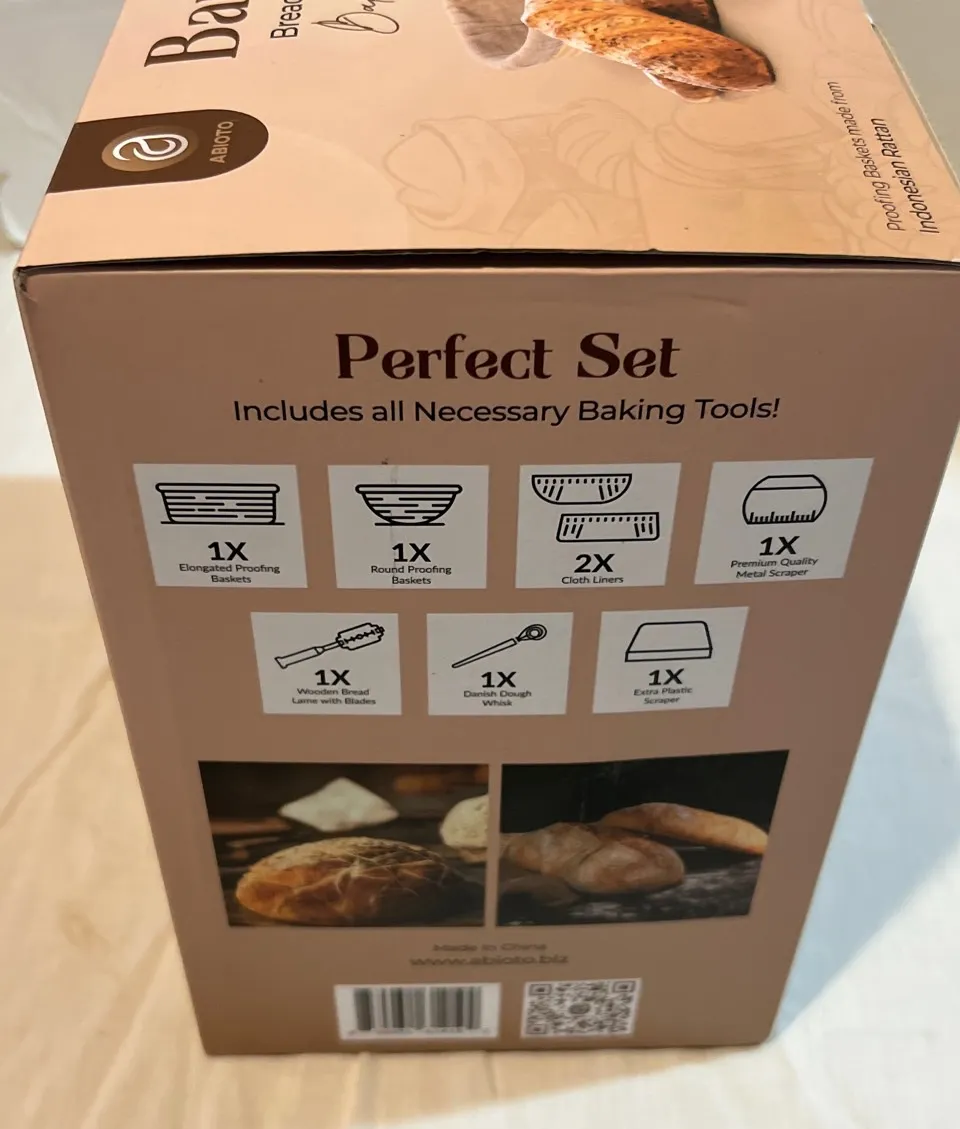 Ba
Bread
ABIOTO
Proofing Baskets made from
Indonesian Rattan
Perfect Set
Includes all Necessary Baking Tools!
1X
Elongated Proofing
Baskets
1X
Round Proofing
Baskets
2X
Cloth Liners
1X
Premium Quality
Metal Scraper
1X
Wooden Bread
Lame with Blades
1X
Danish Dough
Whisk
1X
Extra Plastic
Scraper
Made in China
www.abioto.biz